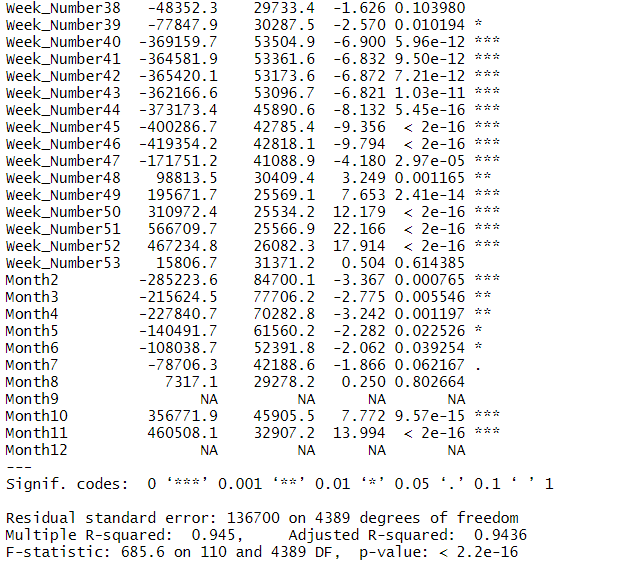 Week_Number38 -48352.3 29733.4 -1.626 0.103980
Week_Number39 -77847.9 30287.5 -2.570 0.010194 *
Week_Number40 -369159.7 53504.9 -6.900 5.96e-12 ***
Week_Number41 -364581.9 53361.6 -6.832 9.50e-12 ***
Week_Number42 -365420.1 53173.6 -6.872 7.21e-12 ***
Week_Number43 -362166.6 53096.7 -6.821 1.03e-11 ***
Week_Number44 -373173.4 45890.6 -8.132 5.45e-16 ***
Week_Number45 -400286.7 42785.4 -9.356 < 2e-16 ***
Week_Number46 -419354.2 42818.1 -9.794 < 2e-16 ***
Week_Number47 -171751.2 41088.9 -4.180 2.97e-05 ***
Week_Number48 98813.5 30409.4 3.249 0.001165 **
Week_Number49 195671.7 25569.1 7.653 2.41e-14 ***
Week_Number50 310972.4 25534.2 12.179 < 2e-16 ***
Week_Number51 566709.7 25566.9 22.166 < 2e-16 ***
Week_Number52 467234.8 26082.3 17.914 < 2e-16 ***
Week_Number53 15806.7 31371.2 0.504 0.614385
Month2 -285223.6 84700.1 -3.367 0.000765 ***
Month3 -215624.5 77706.2 -2.775 0.005546 **
Month4 -227840.7 70282.8 -3.242 0.001197 **
Month5 -140491.7 61560.2 -2.282 0.022526 *
Month6 -108038.7 52391.8 -2.062 0.039254 *
Month7 -78706.3 42188.6 -1.866 0.062167 .
Month8 7317.1 29278.2 0.250 0.802664
Month9 NA NA NA NA
Month10 356771.9 45905.5 7.772 9.57e-15 ***
Month11 460508.1 32907.2 13.994 < 2e-16 ***
Month12 NA NA NA NA
---
Signif. codes: 0 ‘***’ 0.001 ‘**’ 0.01 ‘*’ 0.05 ‘.’ 0.1 ‘ ’ 1
Residual standard error: 136700 on 4389 degrees of freedom
Multiple R-squared: 0.945, Adjusted R-squared: 0.9436
F-statistic: 685.6 on 110 and 4389 DF, p-value: < 2.2e-16